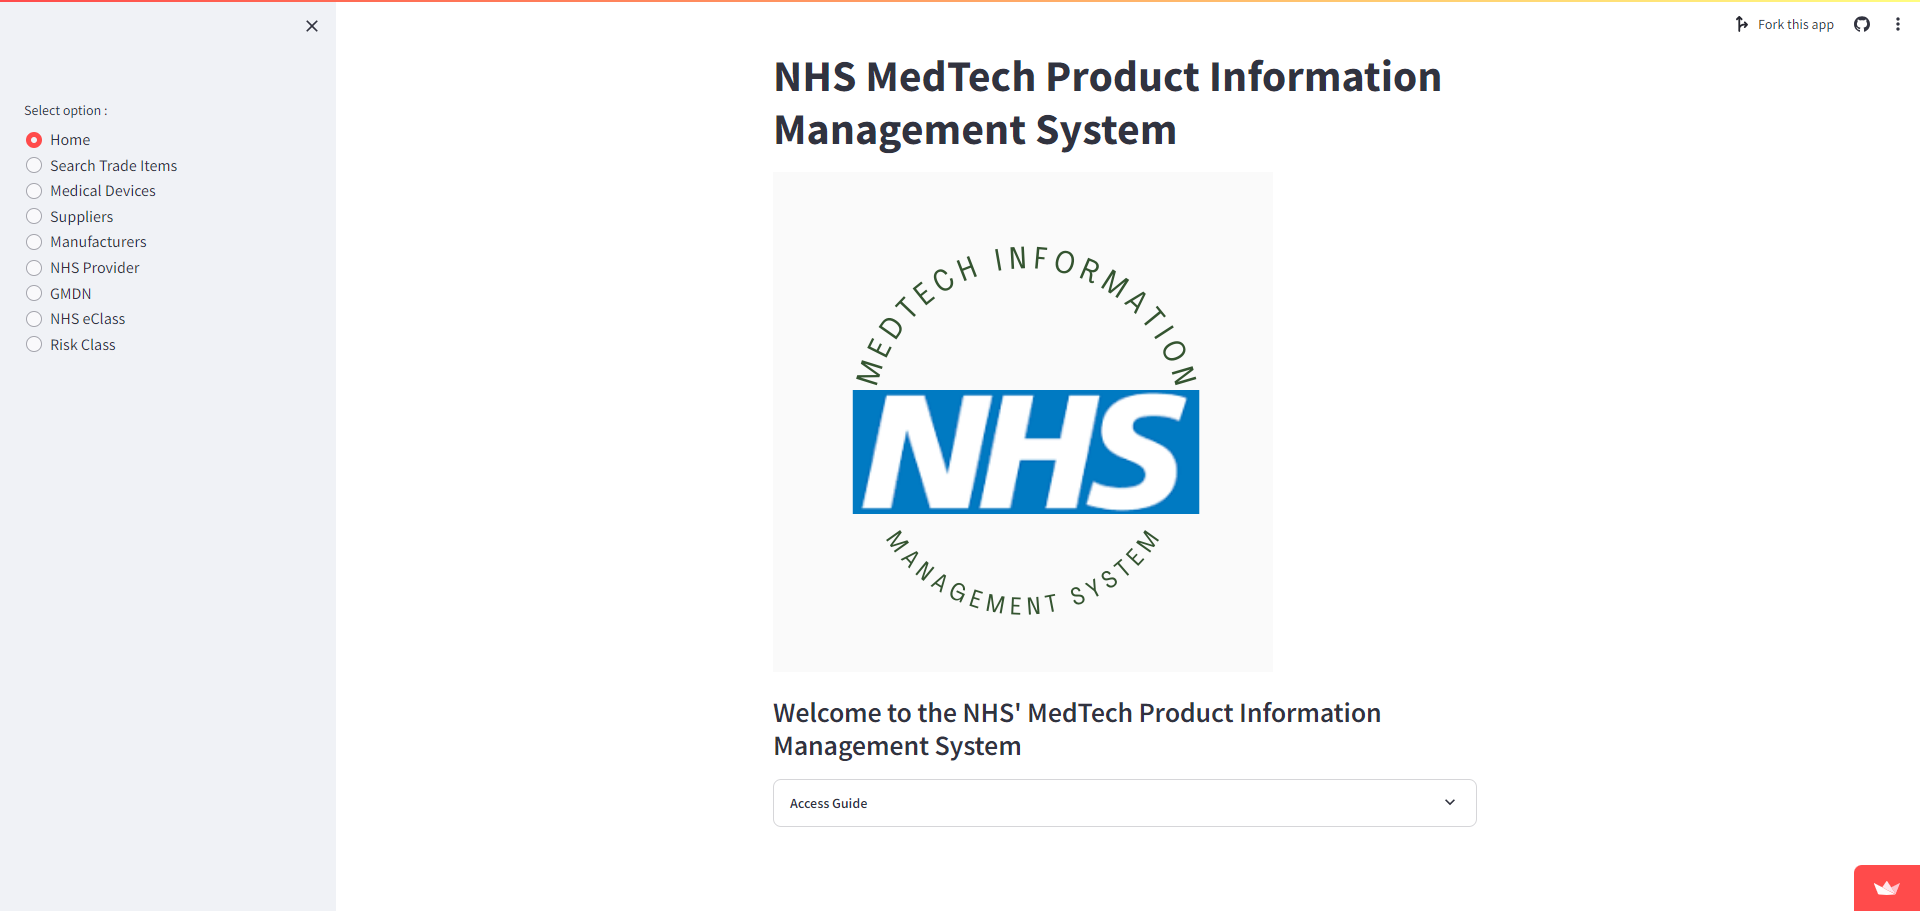 Fork this app
Select option :
Home
Search Trade Items
Medical Devices
Suppliers
Manufacturers
NHS Provider
GMDN
NHS eClass
Risk Class
NHS MedTech Product Information
Management System
MEDTECH INFORMATION
NHS
MANAGEMENT SYSTEM
Welcome to the NHS' MedTech Product Information
Management System
Access Guide